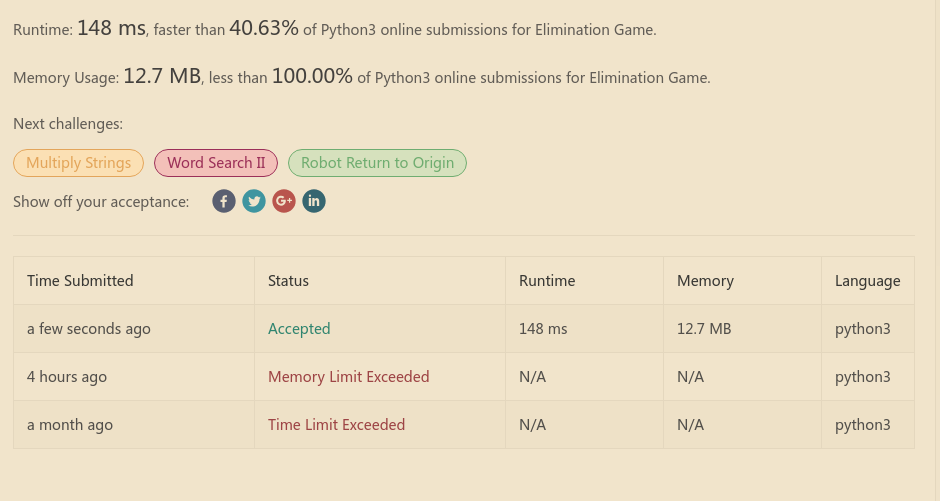 Runtime: 148 ms, faster than 40.63% of Python3 online submissions for Elimination Game.
Memory Usage: 12.7 MB, less than 100.00% of Python3 online submissions for Elimination Game.
Next challenges:
Multiply Strings Word Search II Robot Return to Origin
Show off your acceptance: f G+ in
Time Submitted Status Runtime Memory Language
a few seconds ago Accepted 148 ms 12.7 MB python3
4 hours ago Memory Limit Exceeded N/A N/A python3
a month ago Time Limit Exceeded N/A N/A python3